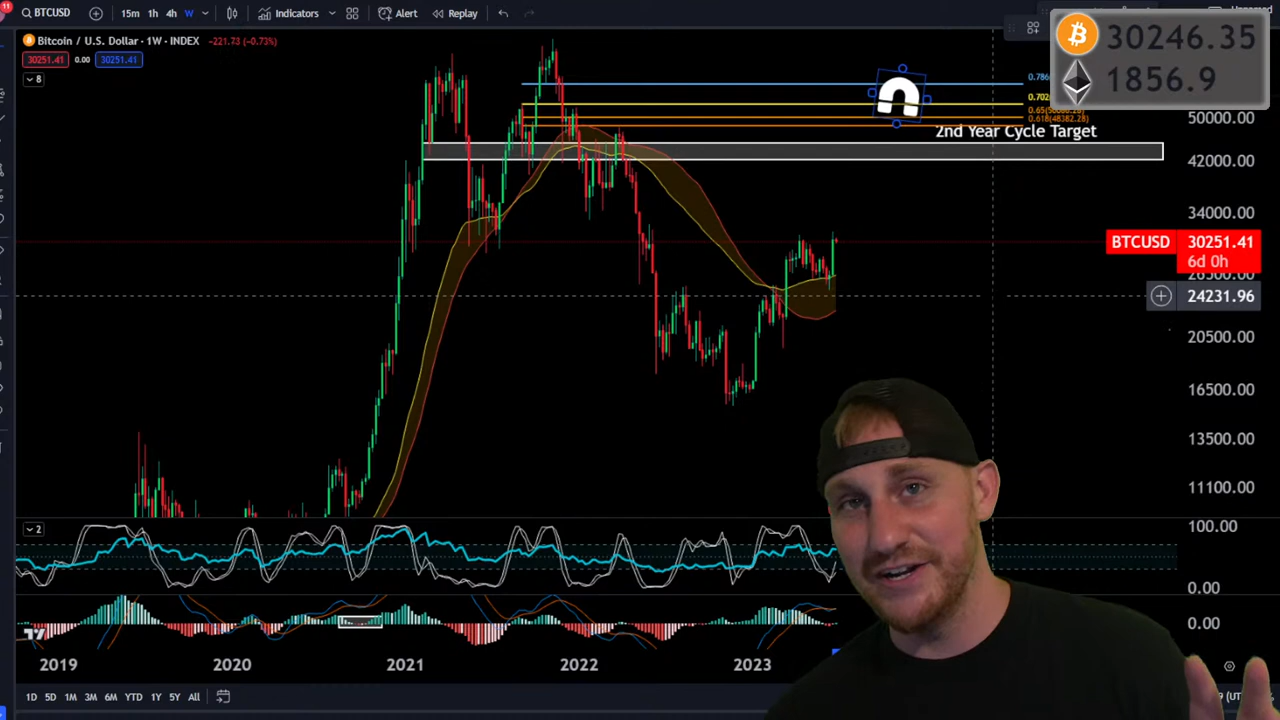 11
BTCUSD
15m 1h 4h W
Indicators
Alert
Replay
30246.35
1856.9
Bitcoin / U.S. Dollar · 1W · INDEX -221.73 (-0.73%)
30251.41 0.00 30251.41
8
0.702
0.65
0.618(48382.28)
2nd Year Cycle Target
50000.00
42000.00
34000.00
BTCUSD 30251.41
6d 0h
24231.96
20500.00
16500.00
13500.00
11100.00
2
100.00
0.00
0.00
2019 2020 2021 2022 2023
1D 5D 1M 3M 6M YTD 1Y 5Y All